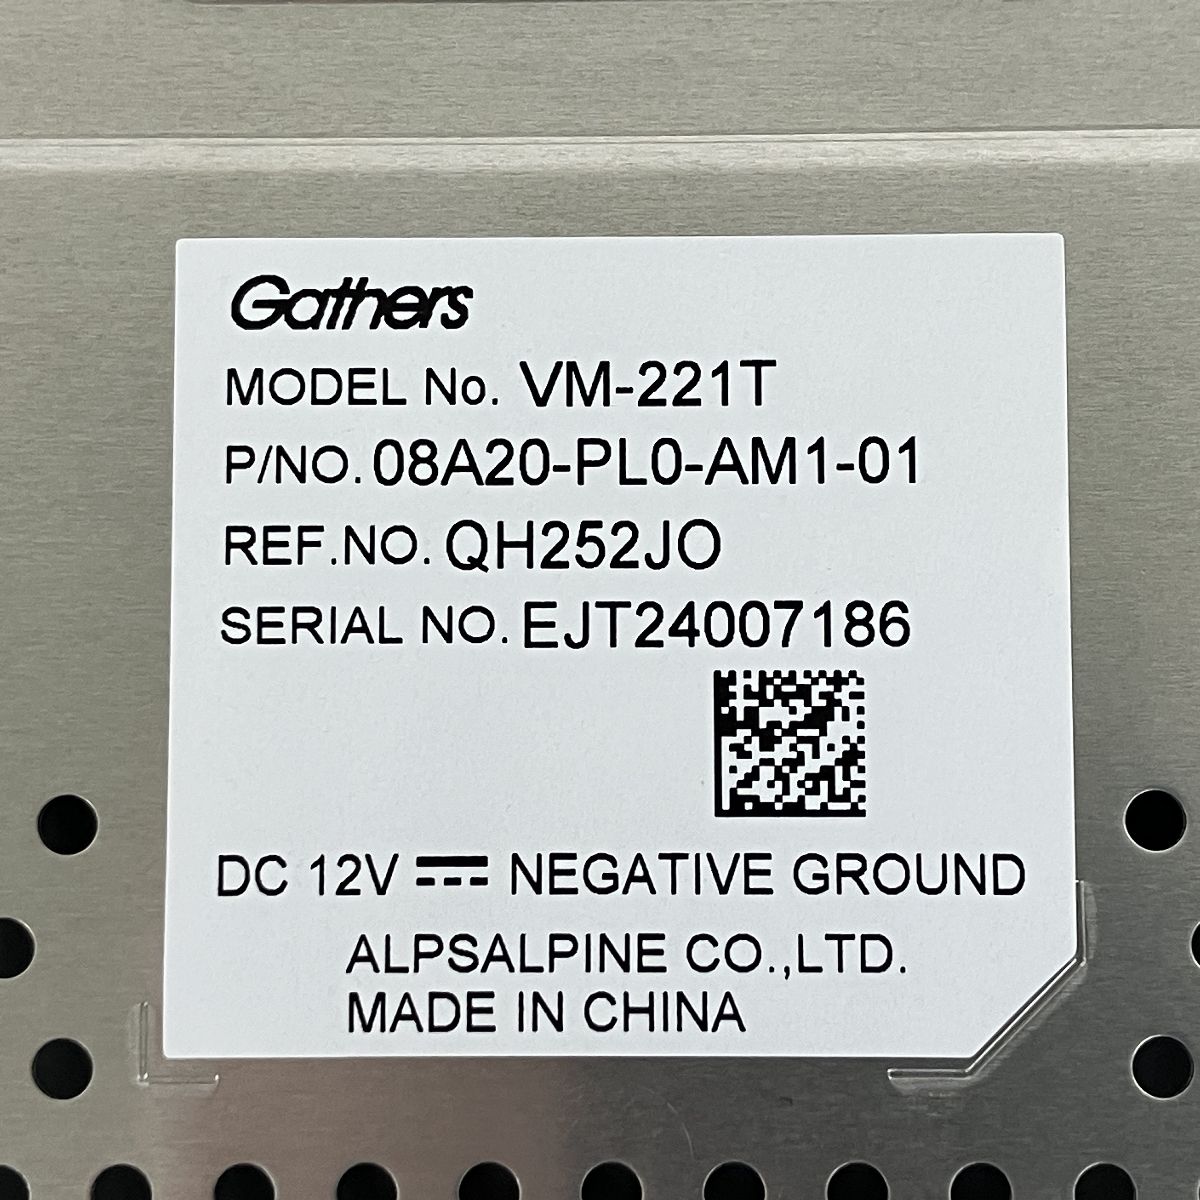 Gathers
MODEL No. VM-221T
P/NO. 08A20-PL0-AM1-01
REF.NO. QH252JO
SERIAL NO. EJT24007186
DC 12V ⎓ NEGATIVE GROUND
ALPSALPINE CO.,LTD.
MADE IN CHINA